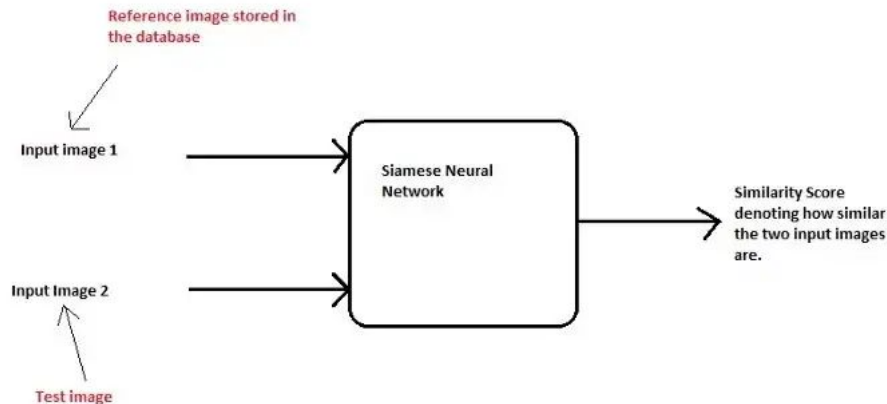 Reference image stored in
the database
Input image 1
Siamese Neural
Network
Similarity Score
denoting how similar
the two input images
are.
Input Image 2
Test image